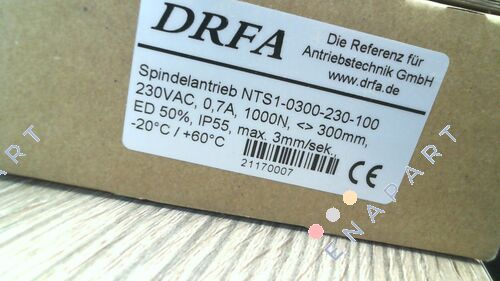 DRFA
Die Referenz für
Antriebstechnik GmbH
www.drfa.de
Spindelantrieb NTS1-0300-230-100
230VAC, 0,7A, 1000N, <> 300mm,
ED 50%, IP55, max. 3mm/sek.,
-20°C / +60°C
21170007
CE
ENAPART